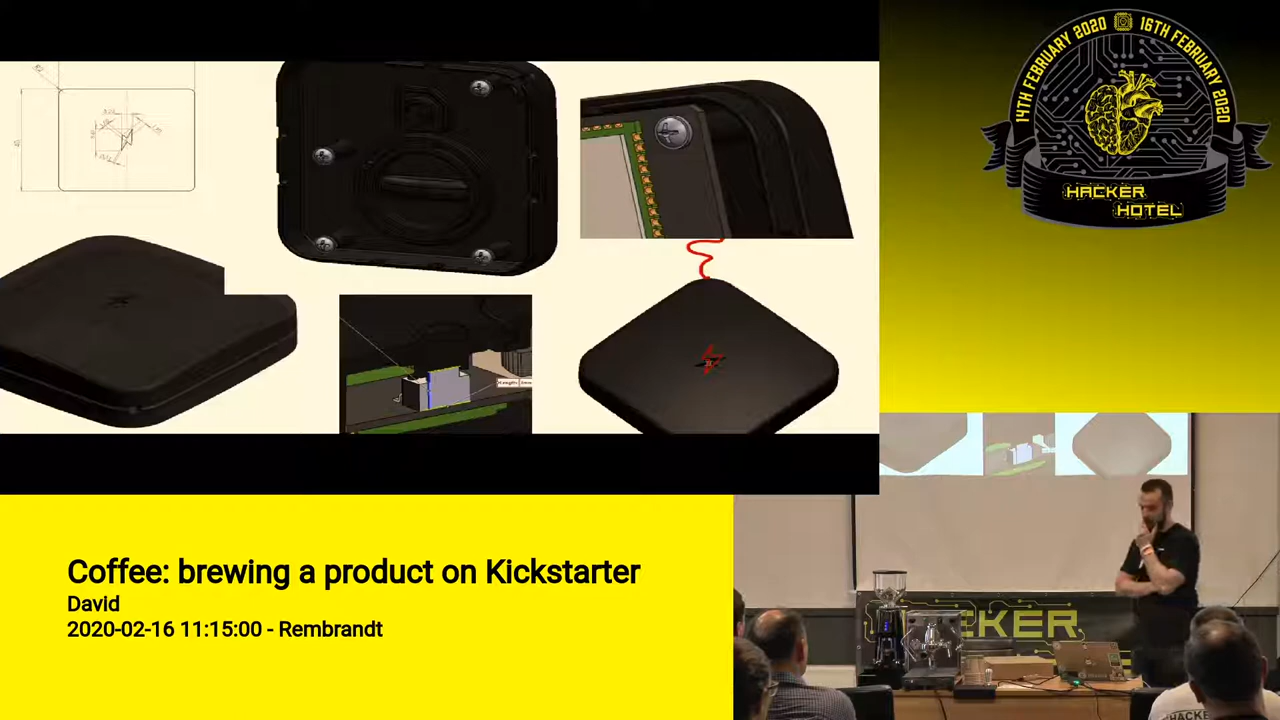 14TH FEBRUARY 2020
16TH FEBRUARY 2020
HACKER
HOTEL
Coffee: brewing a product on Kickstarter
David
2020-02-16 11:15:00 - Rembrandt
CKER